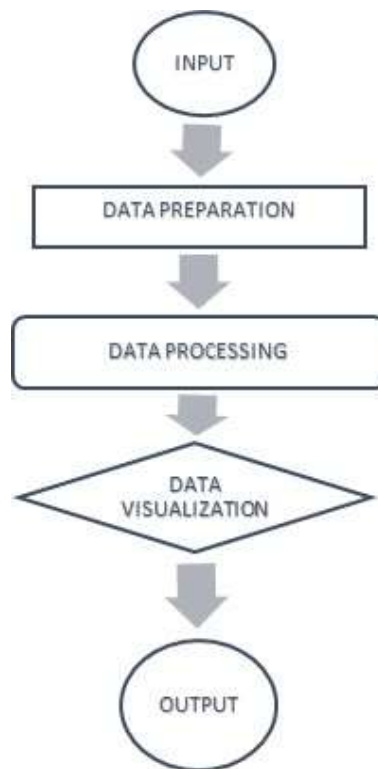 INPUT
DATA PREPARATION
DATA PROCESSING
DATA
VISUALIZATION
OUTPUT